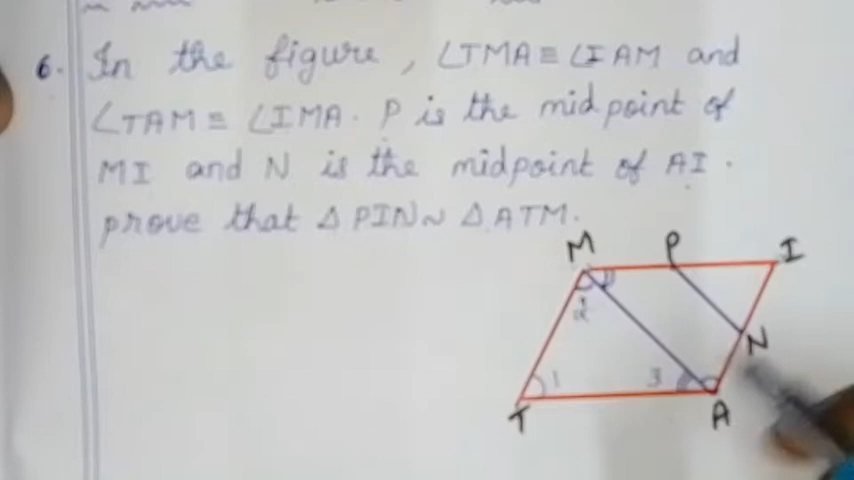 6. In the figure, ∠TMA ≡ ∠IAM and
∠TAM ≡ ∠IMA. P is the midpoint of
MI and N is the midpoint of AI.
prove that Δ PIN ~ Δ ATM.
M P I
2
N
1 3
T A